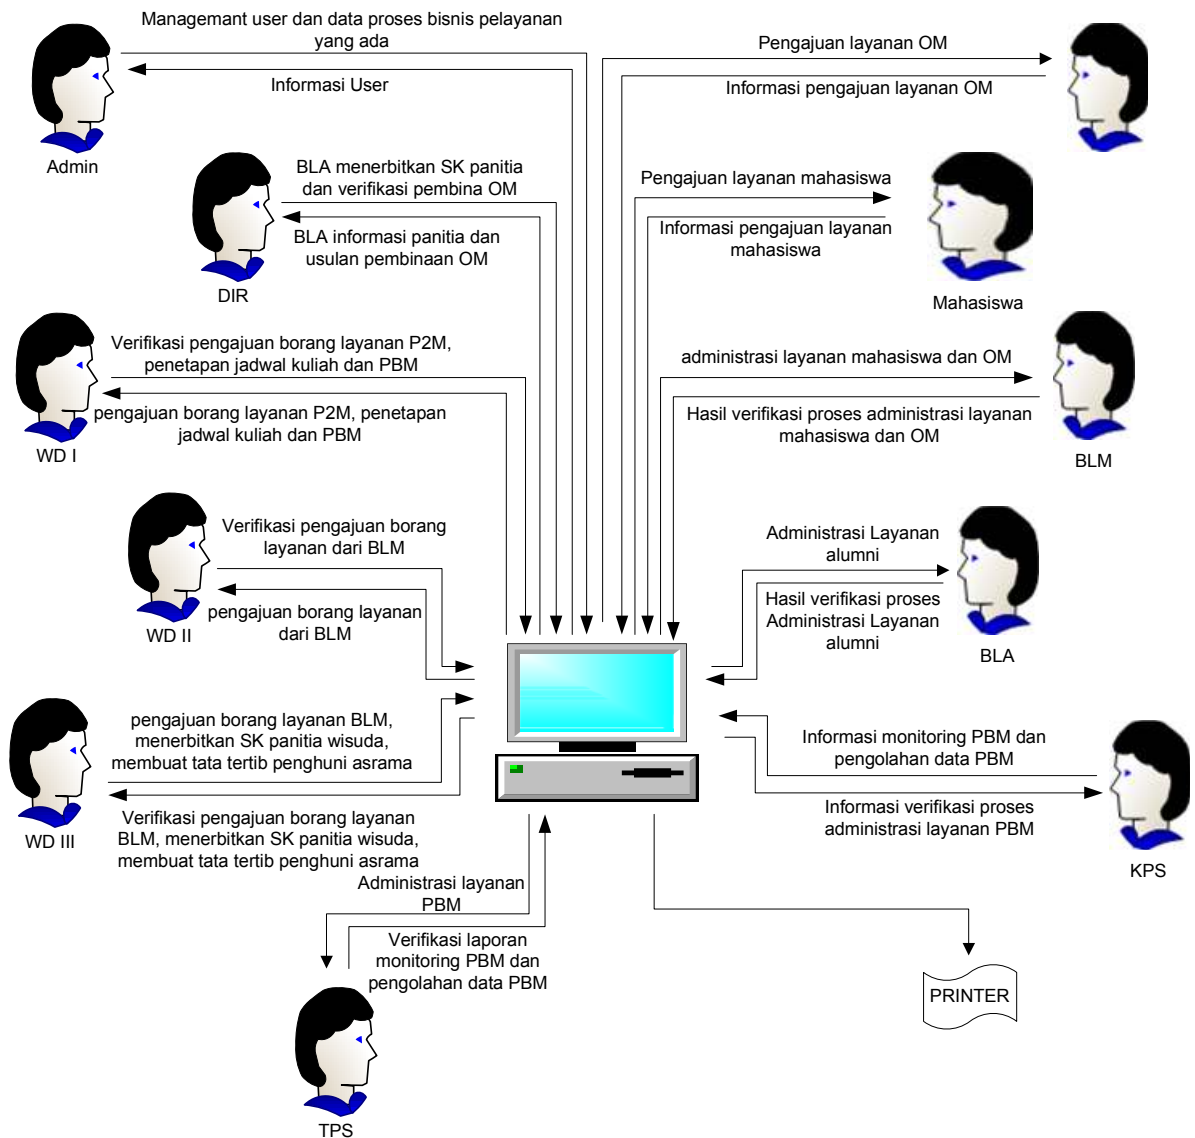 Managemant user dan data proses bisnis pelayanan
yang ada
Informasi User
Admin
Pengajuan layanan OM
Informasi pengajuan layanan OM
BLA menerbitkan SK panitia
dan verifikasi pembina OM
BLA informasi panitia dan
usulan pembinaan OM
DIR
Pengajuan layanan mahasiswa
Informasi pengajuan layanan
mahasiswa
Mahasiswa
Verifikasi pengajuan borang layanan P2M,
penetapan jadwal kuliah dan PBM
pengajuan borang layanan P2M, penetapan
jadwal kuliah dan PBM
WD I
administrasi layanan mahasiswa dan OM
Hasil verifikasi proses administrasi layanan
mahasiswa dan OM
BLM
Verifikasi pengajuan borang
layanan dari BLM
pengajuan borang layanan
dari BLM
WD II
Administrasi Layanan
alumni
Hasil verifikasi proses
Administrasi Layanan
alumni
BLA
pengajuan borang layanan BLM,
menerbitkan SK panitia wisuda,
membuat tata tertib penghuni asrama
Verifikasi pengajuan borang layanan
BLM, menerbitkan SK panitia wisuda,
membuat tata tertib penghuni asrama
WD III
Informasi monitoring PBM dan
pengolahan data PBM
Informasi verifikasi proses
administrasi layanan PBM
KPS
Administrasi layanan
PBM
Verifikasi laporan
monitoring PBM dan
pengolahan data PBM
TPS
PRINTER